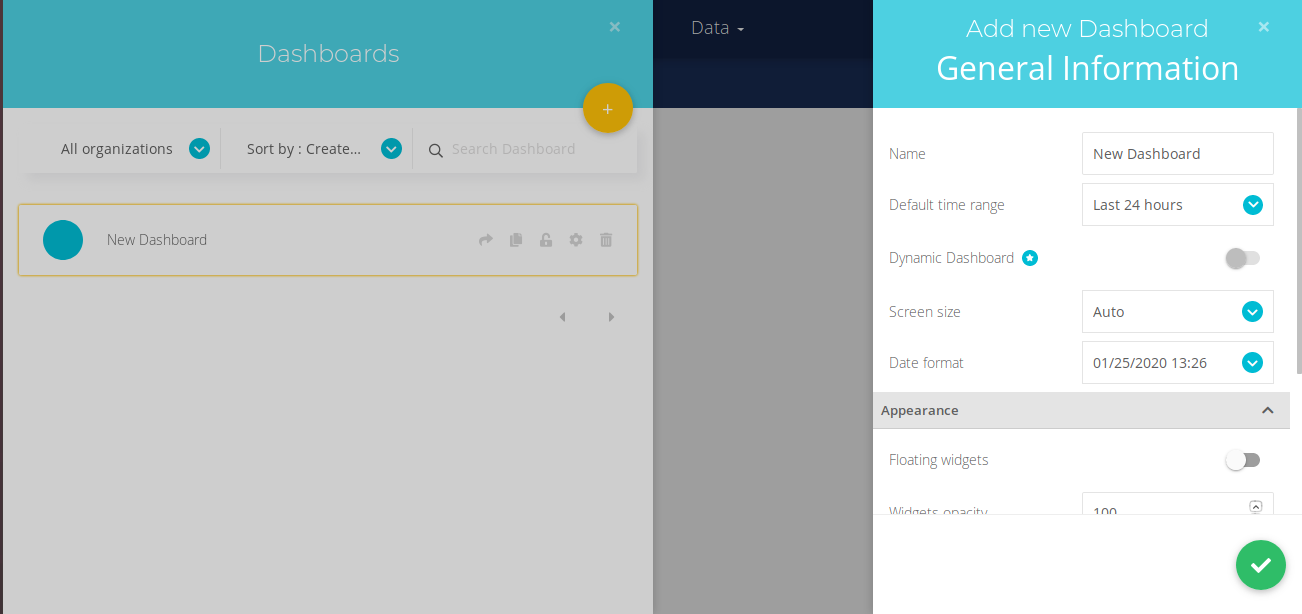 Dashboards
All organizations
Sort by : Create...
Search Dashboard
New Dashboard
Data
Add new Dashboard
General Information
Name
New Dashboard
Default time range
Last 24 hours
Dynamic Dashboard
Screen size
Auto
Date format
01/25/2020 13:26
Appearance
Floating widgets
Widgets opacity
100